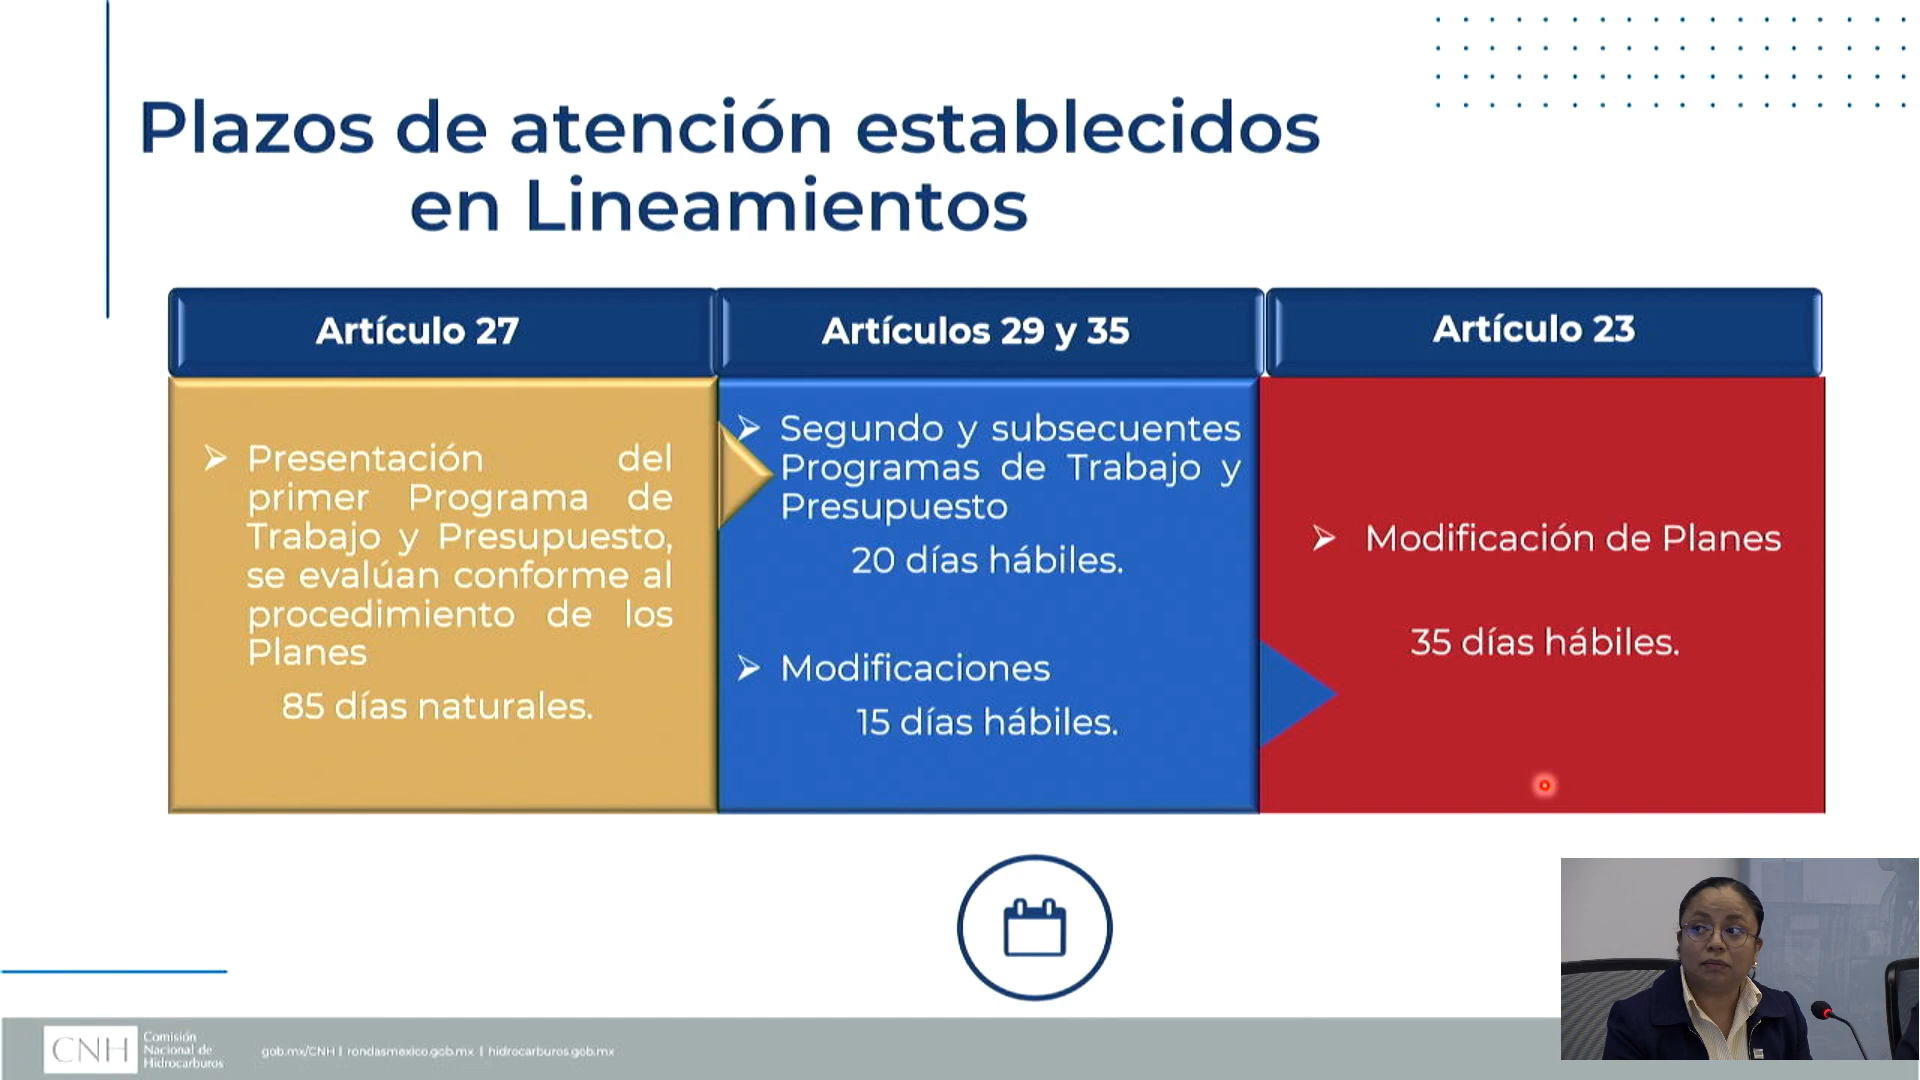 Plazos de atención establecidos
en Lineamientos
Artículo 27
Presentación del
primer Programa de
Trabajo y Presupuesto,
se evalúan conforme al
procedimiento de los
Planes
85 días naturales.
Artículos 29 y 35
Segundo y subsecuentes
Programas de Trabajo y
Presupuesto
20 días hábiles.
Modificaciones
15 días hábiles.
Artículo 23
Modificación de Planes
35 días hábiles.
CNH
Comisión
Nacional de
Hidrocarburos
gob.mx/CNH | rondasmexico.gob.mx | hidrocarburos.gob.mx